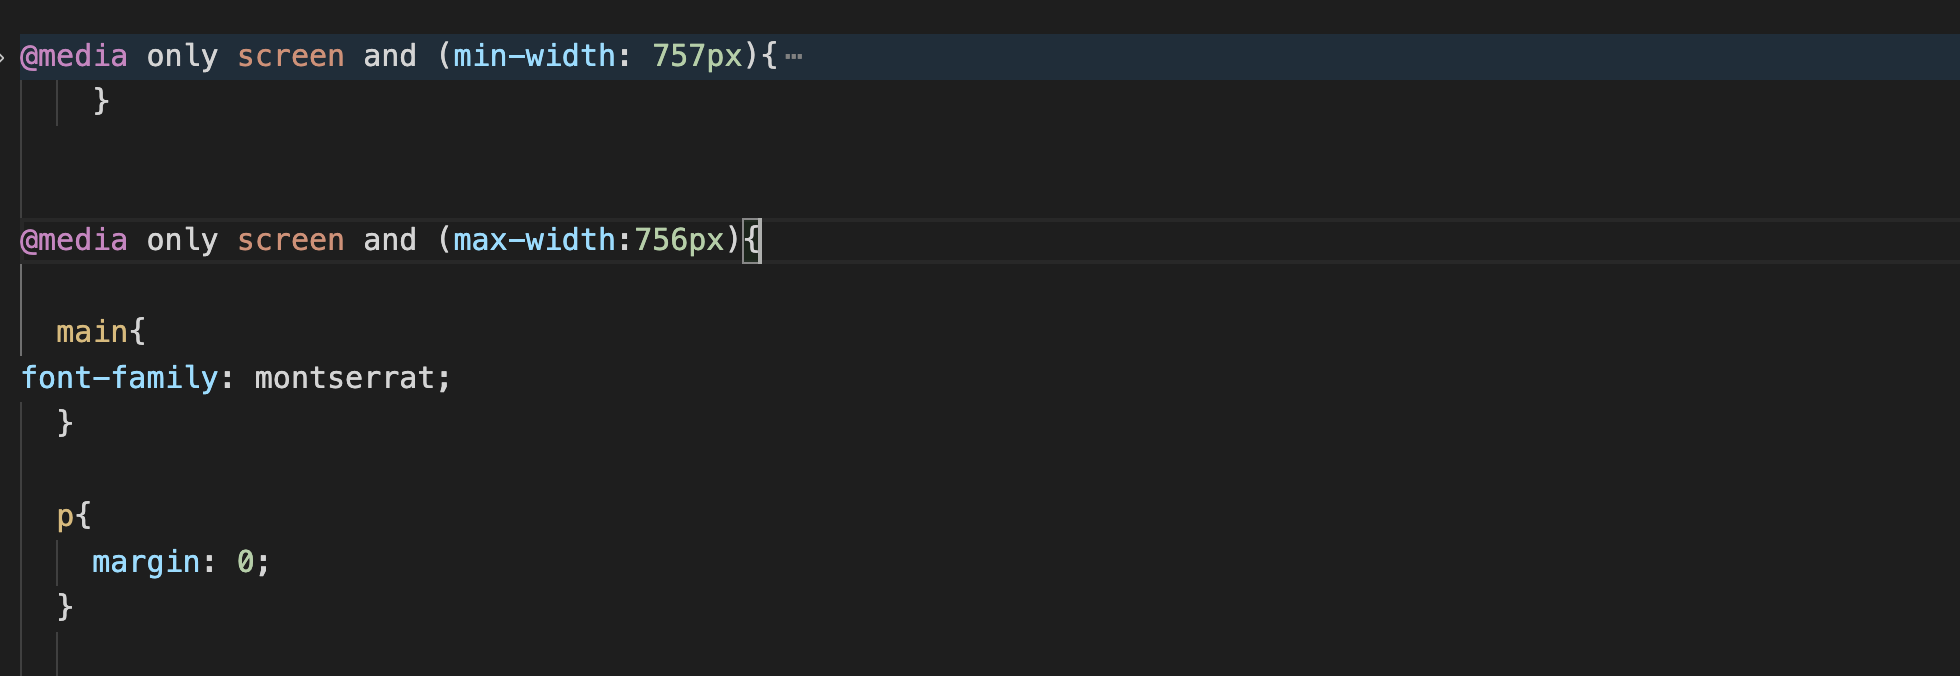 @media only screen and (min-width: 757px){⋯
}
@media only screen and (max-width:756px){
main{
font-family: montserrat;
}
p{
margin: 0;
}